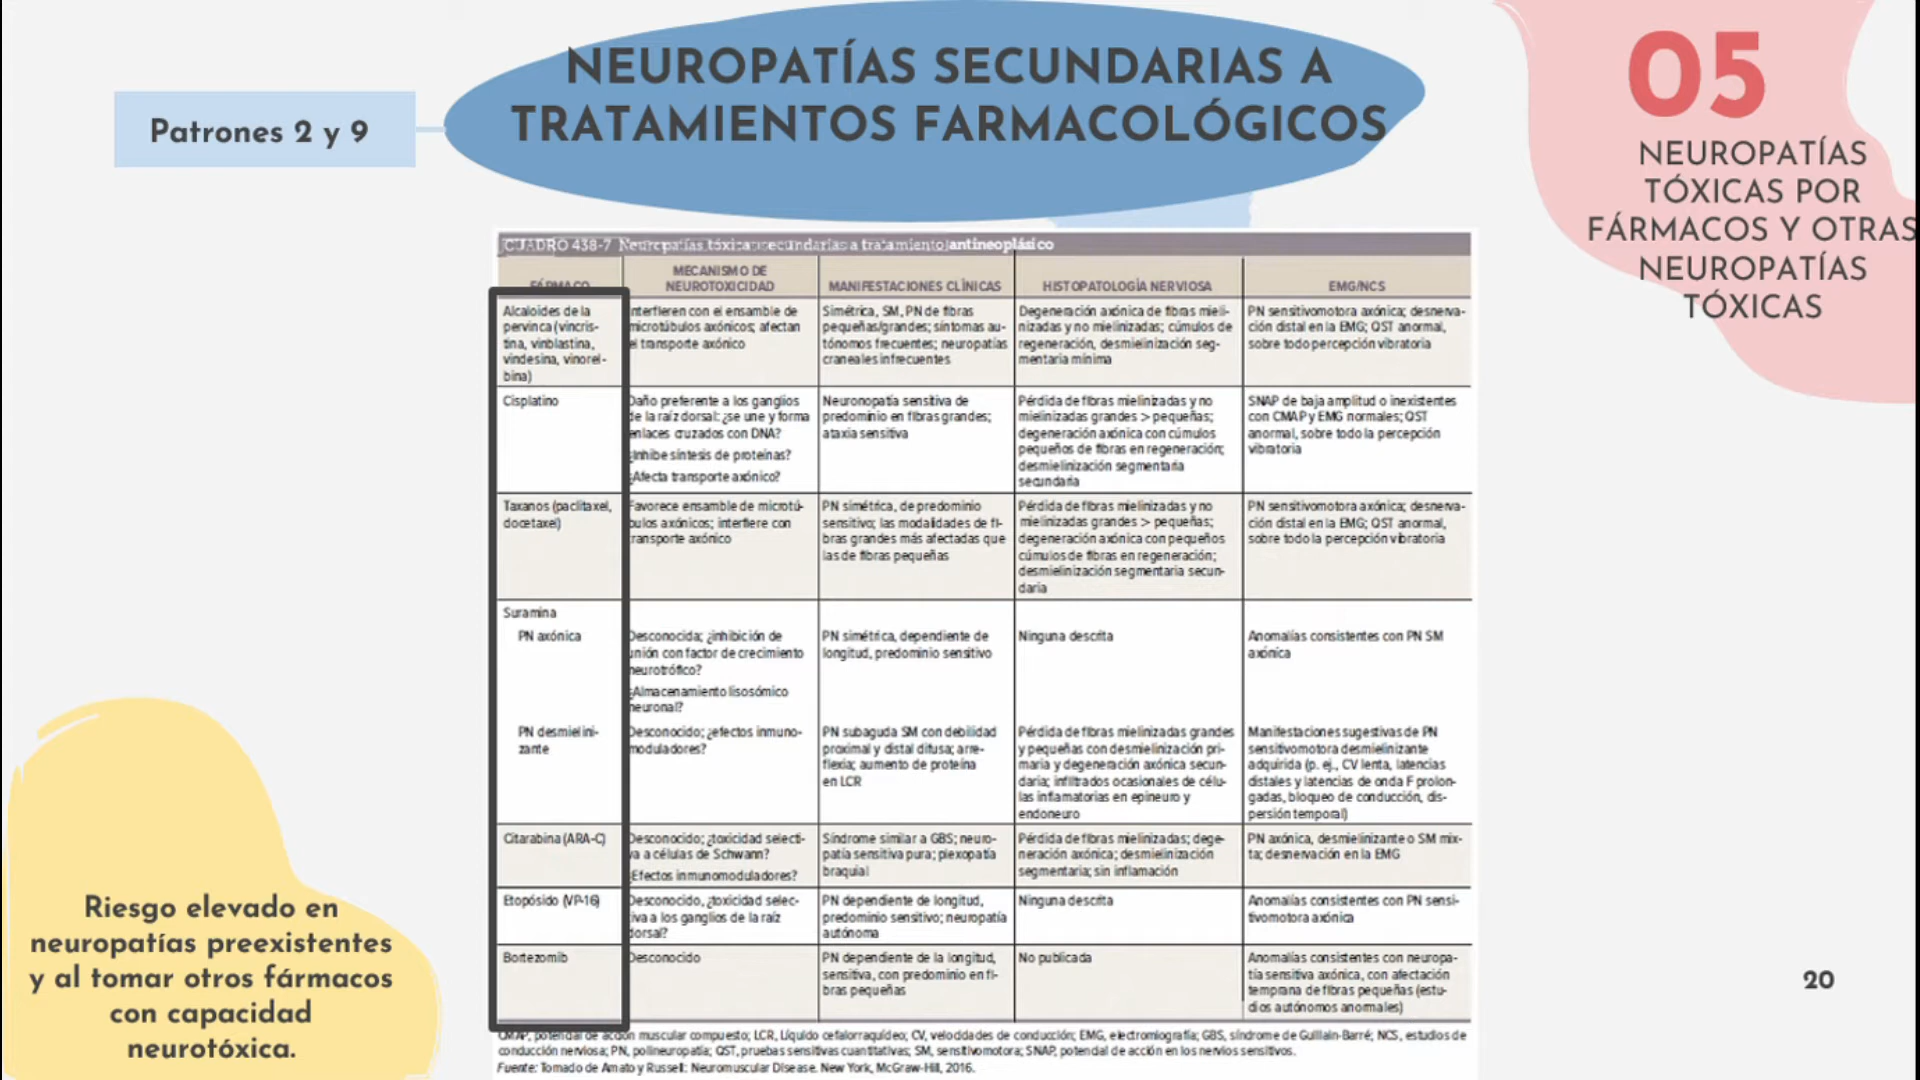 NEUROPATÍAS SECUNDARIAS A
TRATAMIENTOS FARMACOLÓGICOS
Patrones 2 y 9
05
NEUROPATÍAS
TÓXICAS POR
FÁRMACOS Y OTRAS
NEUROPATÍAS
TÓXICAS
CUADRO 438-7 Neuropatías tóxicas secundarias a tratamiento antineoplásico
FÁRMACO
MECANISMO DE
NEUROTOXICIDAD
MANIFESTACIONES CLÍNICAS
HISTOPATOLOGÍA NERVIOSA
EMG/NCS
Alcaloides de la
pervinca (vincris-
tina, vinblastina,
vindesina, vinorel-
bina)
nterfieren con el ensamble de
microtúbulos axónicos; afectan
el transporte axónico
Simétrica, SM, PN de fibras
pequeñas/grandes; síntomas au-
tónomos frecuentes; neuropatías
craneales infrecuentes
Degeneración axónica de fibras mieli-
nizadas y no mielinizadas; cúmulos de
regeneración, desmielinización seg-
mentaria mínima
PN sensitivomotora axónica; desnerva-
ción distal en la EMG; QST anormal,
sobre todo percepción vibratoria
Cisplatino
Daño preferente a los ganglios
de la raíz dorsal: ¿se une y forma
enlaces cruzados con DNA?
¿Inhibe síntesis de proteínas?
¿Afecta transporte axónico?
Neuronopatía sensitiva de
predominio en fibras grandes;
ataxia sensitiva
Pérdida de fibras mielinizadas y no
mielinizadas grandes > pequeñas;
degeneración axónica con cúmulos
pequeños de fibras en regeneración;
desmielinización segmentaria
secundaria
SNAP de baja amplitud o inexistentes
con CMAP y EMG normales; QST
anormal, sobre todo la percepción
vibratoria
Taxanos (paclitaxel,
docetaxel)
Favorece ensamble de microtú-
bulos axónicos; interfiere con
transporte axónico
PN simétrica, de predominio
sensitivo; las modalidades de fi-
bras grandes más afectadas que
las de fibras pequeñas
Pérdida de fibras mielinizadas y no
mielinizadas grandes > pequeñas;
degeneración axónica con pequeños
cúmulos de fibras en regeneración;
desmielinización segmentaria secun-
daria
PN sensitivomotora axónica; desnerva-
ción distal en la EMG; QST anormal,
sobre todo la percepción vibratoria
Suramina
PN axónica
Desconocida; ¿inhibición de
unión con factor de crecimiento
neurotrófico?
¿Almacenamiento lisosómico
neuronal?
PN simétrica, dependiente de
longitud, predominio sensitivo
Ninguna descrita
Anomalías consistentes con PN SM
axónica
PN desmielini-
zante
Desconocido; ¿efectos inmuno-
moduladores?
PN subaguda SM con debilidad
proximal y distal difusa; arre-
flexia; aumento de proteína
en LCR
Pérdida de fibras mielinizadas grandes
y pequeñas con desmielinización pri-
maria y degeneración axónica secun-
daria; infiltrados ocasionales de célu-
las inflamatorias en epineuro y
endoneuro
Manifestaciones sugestivas de PN
sensitivomotora desmielinizante
adquirida (p. ej., CV lenta, latencias
distales y latencias de onda F prolon-
gadas, bloqueo de conducción, dis-
persión temporal)
Citarabina (ARA-C)
Desconocido; ¿toxicidad selecti-
va a células de Schwann?
¿Efectos inmunomoduladores?
Síndrome similar a GBS; neuro-
patía sensitiva pura; plexopatía
braquial
Pérdida de fibras mielinizadas; dege-
neración axónica; desmielinización
segmentaria; sin inflamación
PN axónica, desmielinizante o SM mix-
ta; desnervación en la EMG
Etopósido (VP-16)
Desconocido, ¿toxicidad selec-
tiva a los ganglios de la raíz
dorsal?
PN dependiente de longitud,
predominio sensitivo; neuropatía
autónoma
Ninguna descrita
Anomalías consistentes con PN sensi-
tivomotora axónica
Bortezomib
Desconocido
PN dependiente de la longitud,
sensitiva, con predominio en fi-
bras pequeñas
No publicada
Anomalías consistentes con neuropa-
tía sensitiva axónica, con afectación
temprana de fibras pequeñas (estu-
dios autónomos anormales)
CMAP, potencial de acción muscular compuesto; LCR, Líquido cefalorraquídeo; CV, velocidades de conducción; EMG, electromiografía; GBS, síndrome de Guillain-Barré; NCS, estudios de
conducción nerviosa; PN, polineuropatía; QST, pruebas sensitivas cuantitativas; SM, sensitivomotora; SNAP, potencial de acción en los nervios sensitivos.
Fuente: Tomado de Amato y Russell: Neuromuscular Disease. New York, McGraw-Hill, 2016.
Riesgo elevado en
neuropatías preexistentes
y al tomar otros fármacos
con capacidad
neurotóxica.
20